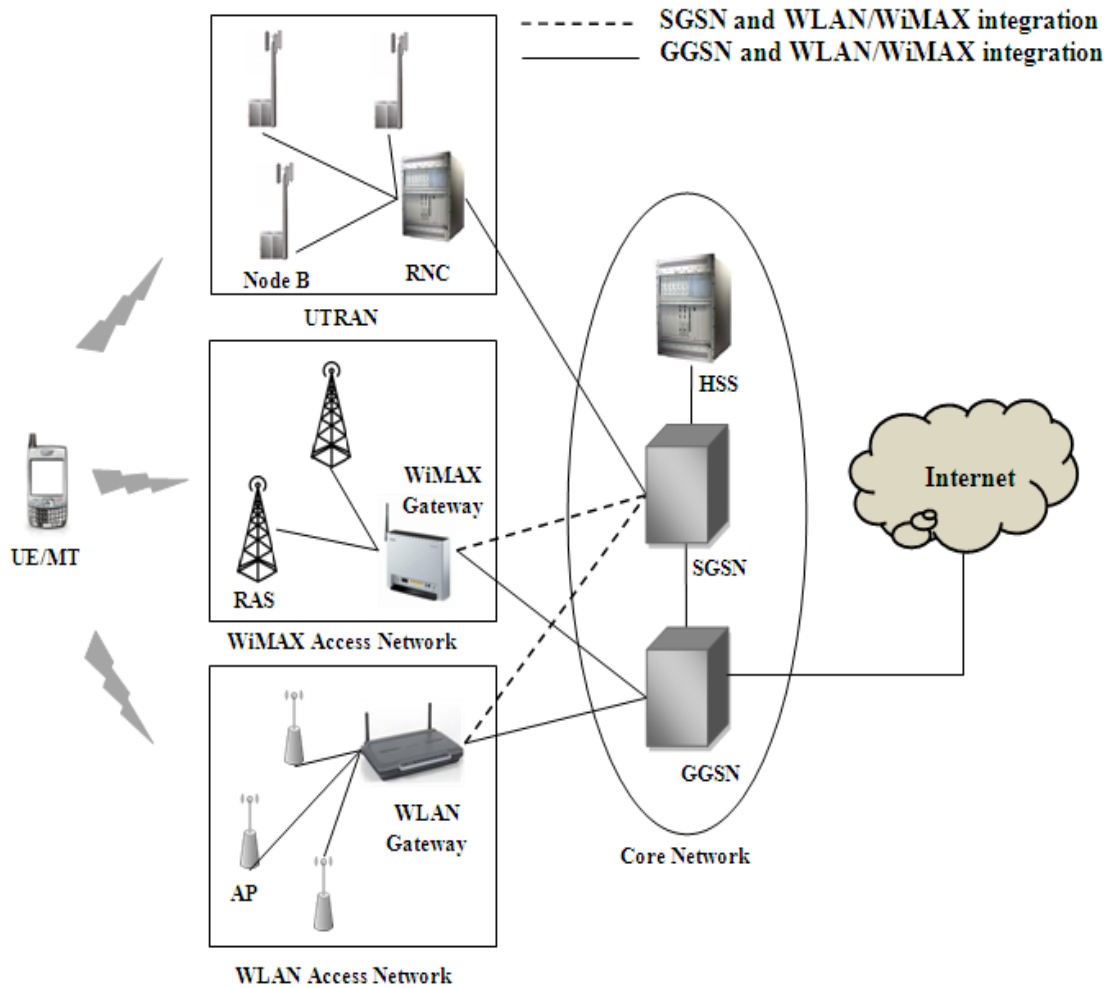 SGSN and WLAN/WiMAX integration
GGSN and WLAN/WiMAX integration
Node B
RNC
UTRAN
HSS
WiMAX
Gateway
Internet
UE/MT
SGSN
RAS
WiMAX Access Network
GGSN
WLAN
Gateway
Core Network
AP
WLAN Access Network